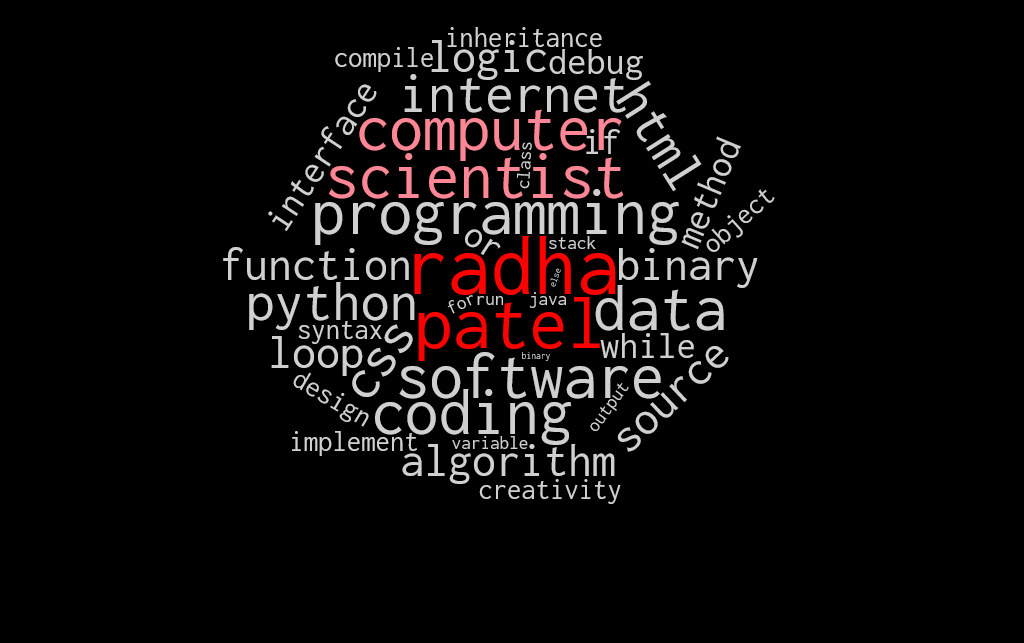 inheritance
compile
logic
debug
internet
html
interface
computer
if
class
scientist
method
object
programming
or
stack
function
radha
else
binary
python
for
run
java
data
syntax
patel
css
loop
binary
while
source
software
design
output
coding
implement
variable
algorithm
creativity